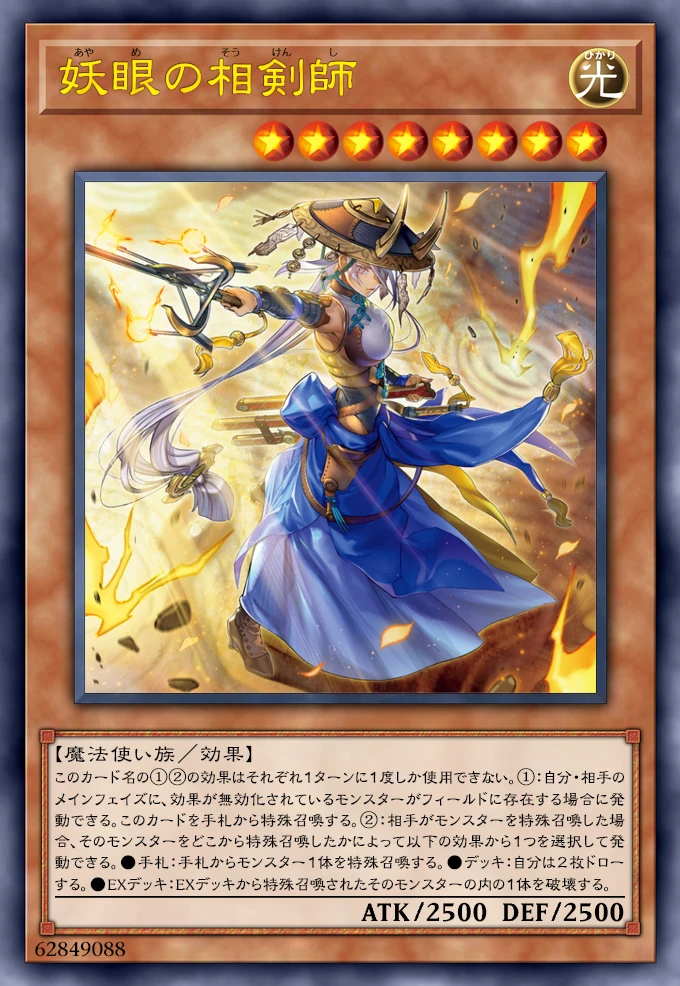 あやめ そうけんし
妖眼の相剣師
ひかり
光
【魔法使い族／効果】
このカード名の①②の効果はそれぞれ1ターンに1度しか使用できない。①：自分・相手の
メインフェイズに、効果が無効化されているモンスターがフィールドに存在する場合に発
動できる。このカードを手札から特殊召喚する。②：相手がモンスターを特殊召喚した場
合、そのモンスターをどこから特殊召喚したかによって以下の効果から1つを選択して発
動できる。●手札：手札からモンスター1体を特殊召喚する。●デッキ：自分は2枚ドロー
する。●EXデッキ：EXデッキから特殊召喚されたそのモンスターの内の1体を破壊する。
ATK/2500 DEF/2500
62849088